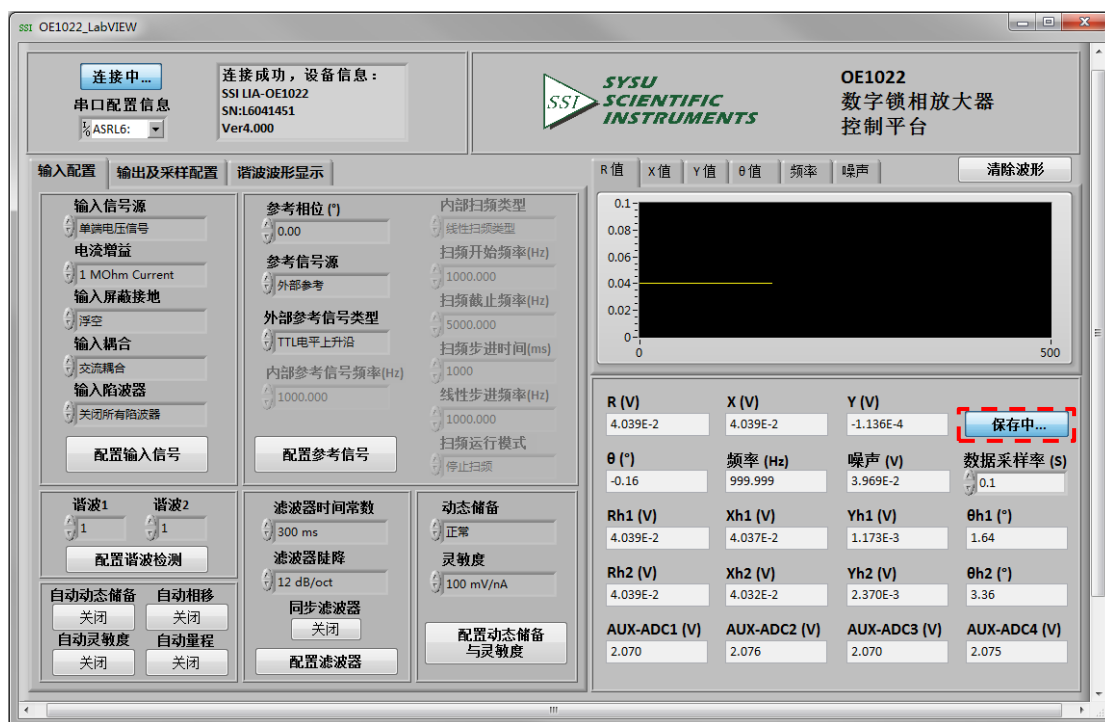 SSI OE1022_LabVIEW
连接中...
串口配置信息
ASRL6:
连接成功，设备信息：
SSI LIA-OE1022
SN:L6041451
Ver4.000
SSI
SYSU
SCIENTIFIC
INSTRUMENTS
OE1022
数字锁相放大器
控制平台
输入配置
输出及采样配置
谐波波形显示
输入信号源
单端电压信号
电流增益
1 MOhm Current
输入屏蔽接地
浮空
输入耦合
交流耦合
输入陷波器
关闭所有陷波器
配置输入信号
参考相位 (°)
0.00
参考信号源
外部参考
外部参考信号类型
TTL电平上升沿
内部参考信号频率(Hz)
1000.000
配置参考信号
内部扫频类型
线性扫频类型
扫频开始频率(Hz)
1000.000
扫频截止频率(Hz)
5000.000
扫频步进时间(ms)
1000
线性步进频率(Hz)
1000.000
扫频运行模式
停止扫频
谐波1 谐波2
1 1
配置谐波检测
自动动态储备 自动相移
关闭 关闭
自动灵敏度 自动量程
关闭 关闭
滤波器时间常数
300 ms
滤波器陡降
12 dB/oct
同步滤波器
关闭
配置滤波器
动态储备
正常
灵敏度
100 mV/nA
配置动态储备
与灵敏度
R值 X值 Y值 θ值 频率 噪声
清除波形
0.1
0.08
0.06
0.04
0.02
0
0 500
R (V) X (V) Y (V)
4.039E-2 4.039E-2 -1.136E-4 保存中...
θ (°) 频率 (Hz) 噪声 (V) 数据采样率 (S)
-0.16 999.999 3.969E-2 0.1
Rh1 (V) Xh1 (V) Yh1 (V) θh1 (°)
4.039E-2 4.037E-2 1.173E-3 1.64
Rh2 (V) Xh2 (V) Yh2 (V) θh2 (°)
4.039E-2 4.032E-2 2.370E-3 3.36
AUX-ADC1 (V) AUX-ADC2 (V) AUX-ADC3 (V) AUX-ADC4 (V)
2.070 2.076 2.070 2.075